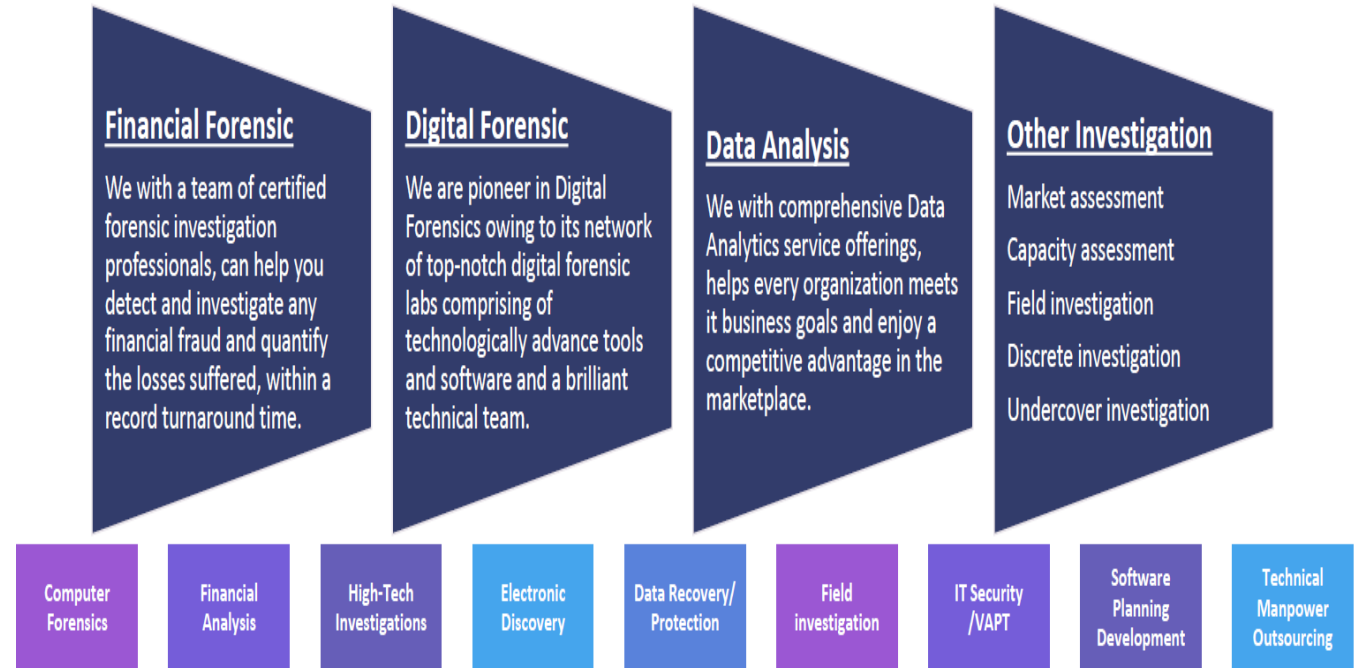 Financial Forensic
We with a team of certified
forensic investigation
professionals, can help you
detect and investigate any
financial fraud and quantify
the losses suffered, within a
record turnaround time.
Digital Forensic
We are pioneer in Digital
Forensics owing to its network
of top-notch digital forensic
labs comprising of
technologically advance tools
and software and a brilliant
technical team.
Data Analysis
We with comprehensive Data
Analytics service offerings,
helps every organization meets
it business goals and enjoy a
competitive advantage in the
marketplace.
Other Investigation
Market assessment
Capacity assessment
Field investigation
Discrete investigation
Undercover investigation
Computer
Forensics
Financial
Analysis
High-Tech
Investigations
Electronic
Discovery
Data Recovery/
Protection
Field
investigation
IT Security
/VAPT
Software
Planning
Development
Technical
Manpower
Outsourcing